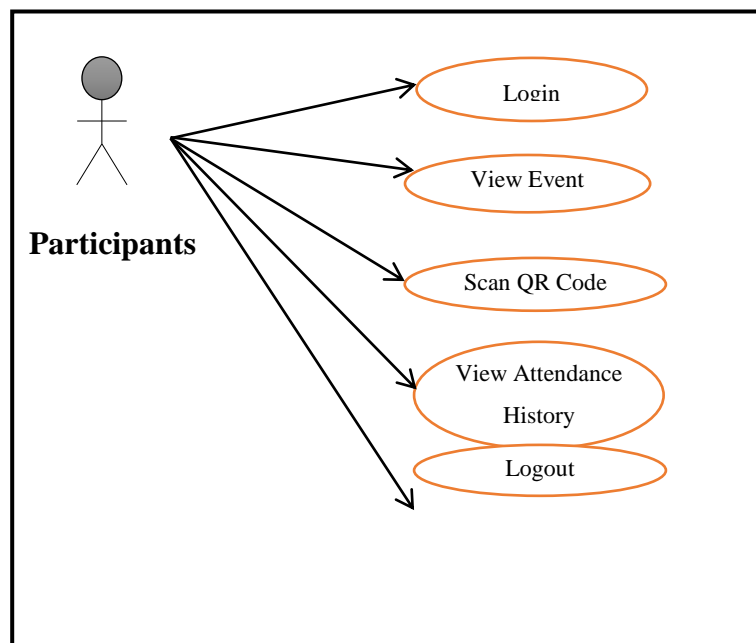 Login
View Event
Participants
Scan QR Code
View Attendance
History
Logout